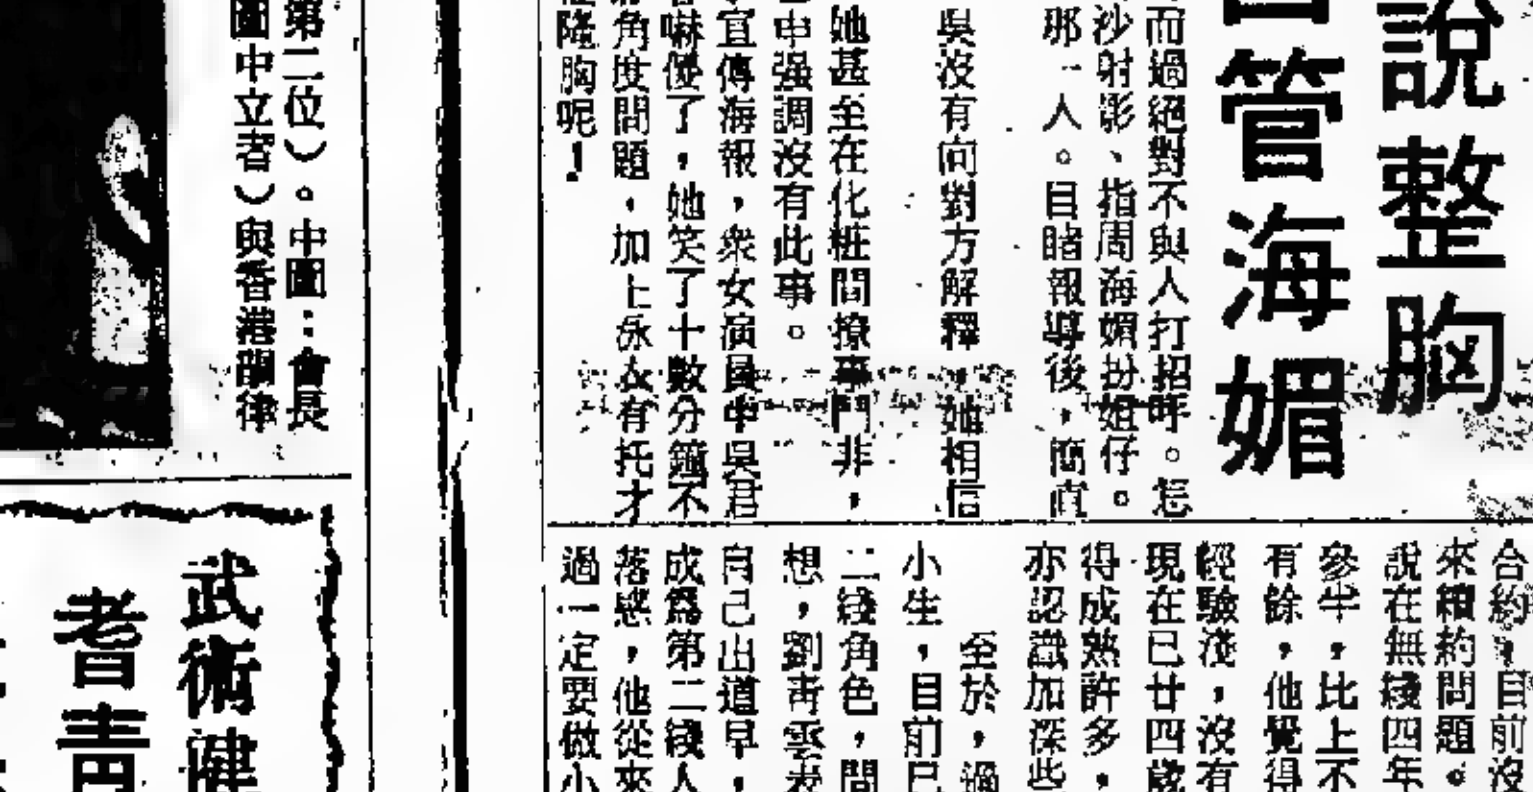 說整胸
管海媚
而過絕對不與人打招呼。怎
沙射影、指周海媚扮姐仔。
那一人。目睹報導後，簡直
吳沒有向對方解釋，她相信
她甚至在化粧間撩事鬥非，
中强調沒有此事。
宣傳海報，衆女演員中吳君
嚇傻了，她笑了十數分鐘不
角度問題，加上泳衣有托才
隆胸呢！
合約，目前沒
來續約問題。
說在無綫四年
參半，比上不
有餘，他覺得
經驗淺，沒有
現在已廿四歲
得成熟許多，
亦認識加深些
至於，過
小生，目前已
二綫角色，問
想，劉青雲表
自己出道早，
成爲第二綫人
落慼，他從來
過一定要做小
第二位）。中圖：會長
圖中立者）與香港調律
武術健